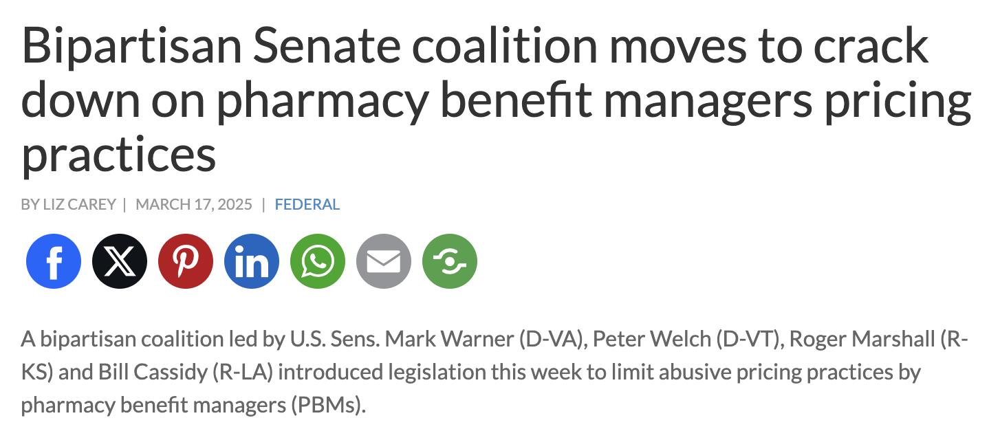 Bipartisan Senate coalition moves to crack
down on pharmacy benefit managers pricing
practices
BY LIZ CAREY | MARCH 17, 2025 | FEDERAL
f X in
A bipartisan coalition led by U.S. Sens. Mark Warner (D-VA), Peter Welch (D-VT), Roger Marshall (R-
KS) and Bill Cassidy (R-LA) introduced legislation this week to limit abusive pricing practices by
pharmacy benefit managers (PBMs).